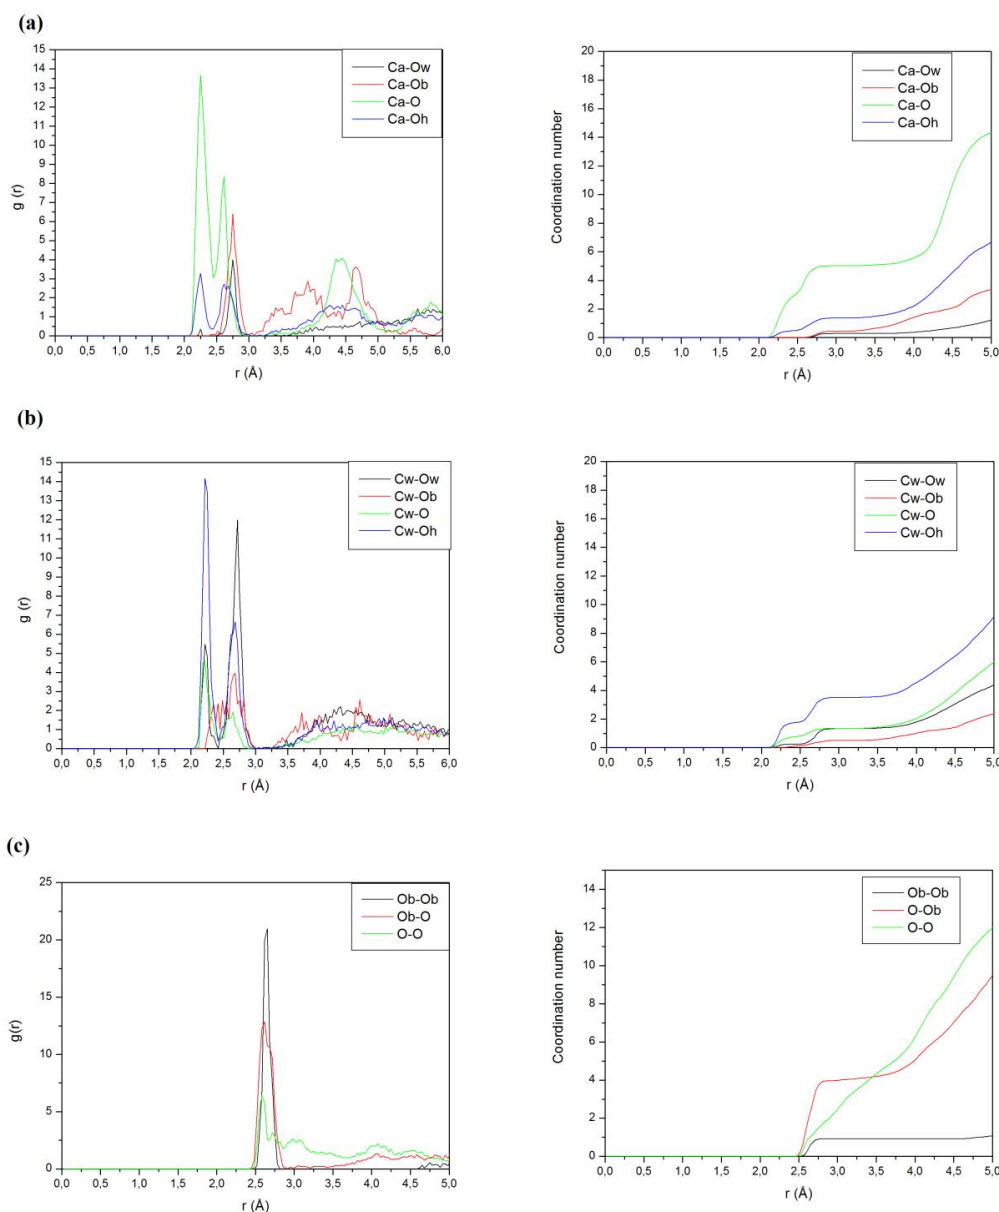 (a)
15
14
13
12
11
10
9
8
7
6
5
4
3
2
1
0
g (r)
0,0 0,5 1,0 1,5 2,0 2,5 3,0 3,5 4,0 4,5 5,0 5,5 6,0
r (Å)
Ca-Ow
Ca-Ob
Ca-O
Ca-Oh
20
18
16
14
12
10
8
6
4
2
0
Coordination number
0,0 0,5 1,0 1,5 2,0 2,5 3,0 3,5 4,0 4,5 5,0
r (Å)
Ca-Ow
Ca-Ob
Ca-O
Ca-Oh
(b)
15
14
13
12
11
10
9
8
7
6
5
4
3
2
1
0
g (r)
0,0 0,5 1,0 1,5 2,0 2,5 3,0 3,5 4,0 4,5 5,0 5,5 6,0
r (Å)
Cw-Ow
Cw-Ob
Cw-O
Cw-Oh
20
18
16
14
12
10
8
6
4
2
0
Coordination number
0,0 0,5 1,0 1,5 2,0 2,5 3,0 3,5 4,0 4,5 5,0
r (Å)
Cw-Ow
Cw-Ob
Cw-O
Cw-Oh
(c)
25
20
15
10
5
0
g(r)
0,0 0,5 1,0 1,5 2,0 2,5 3,0 3,5 4,0 4,5 5,0
r (Å)
Ob-Ob
Ob-O
O-O
14
12
10
8
6
4
2
0
Coordination number
0,0 0,5 1,0 1,5 2,0 2,5 3,0 3,5 4,0 4,5 5,0
r (Å)
Ob-Ob
O-Ob
O-O